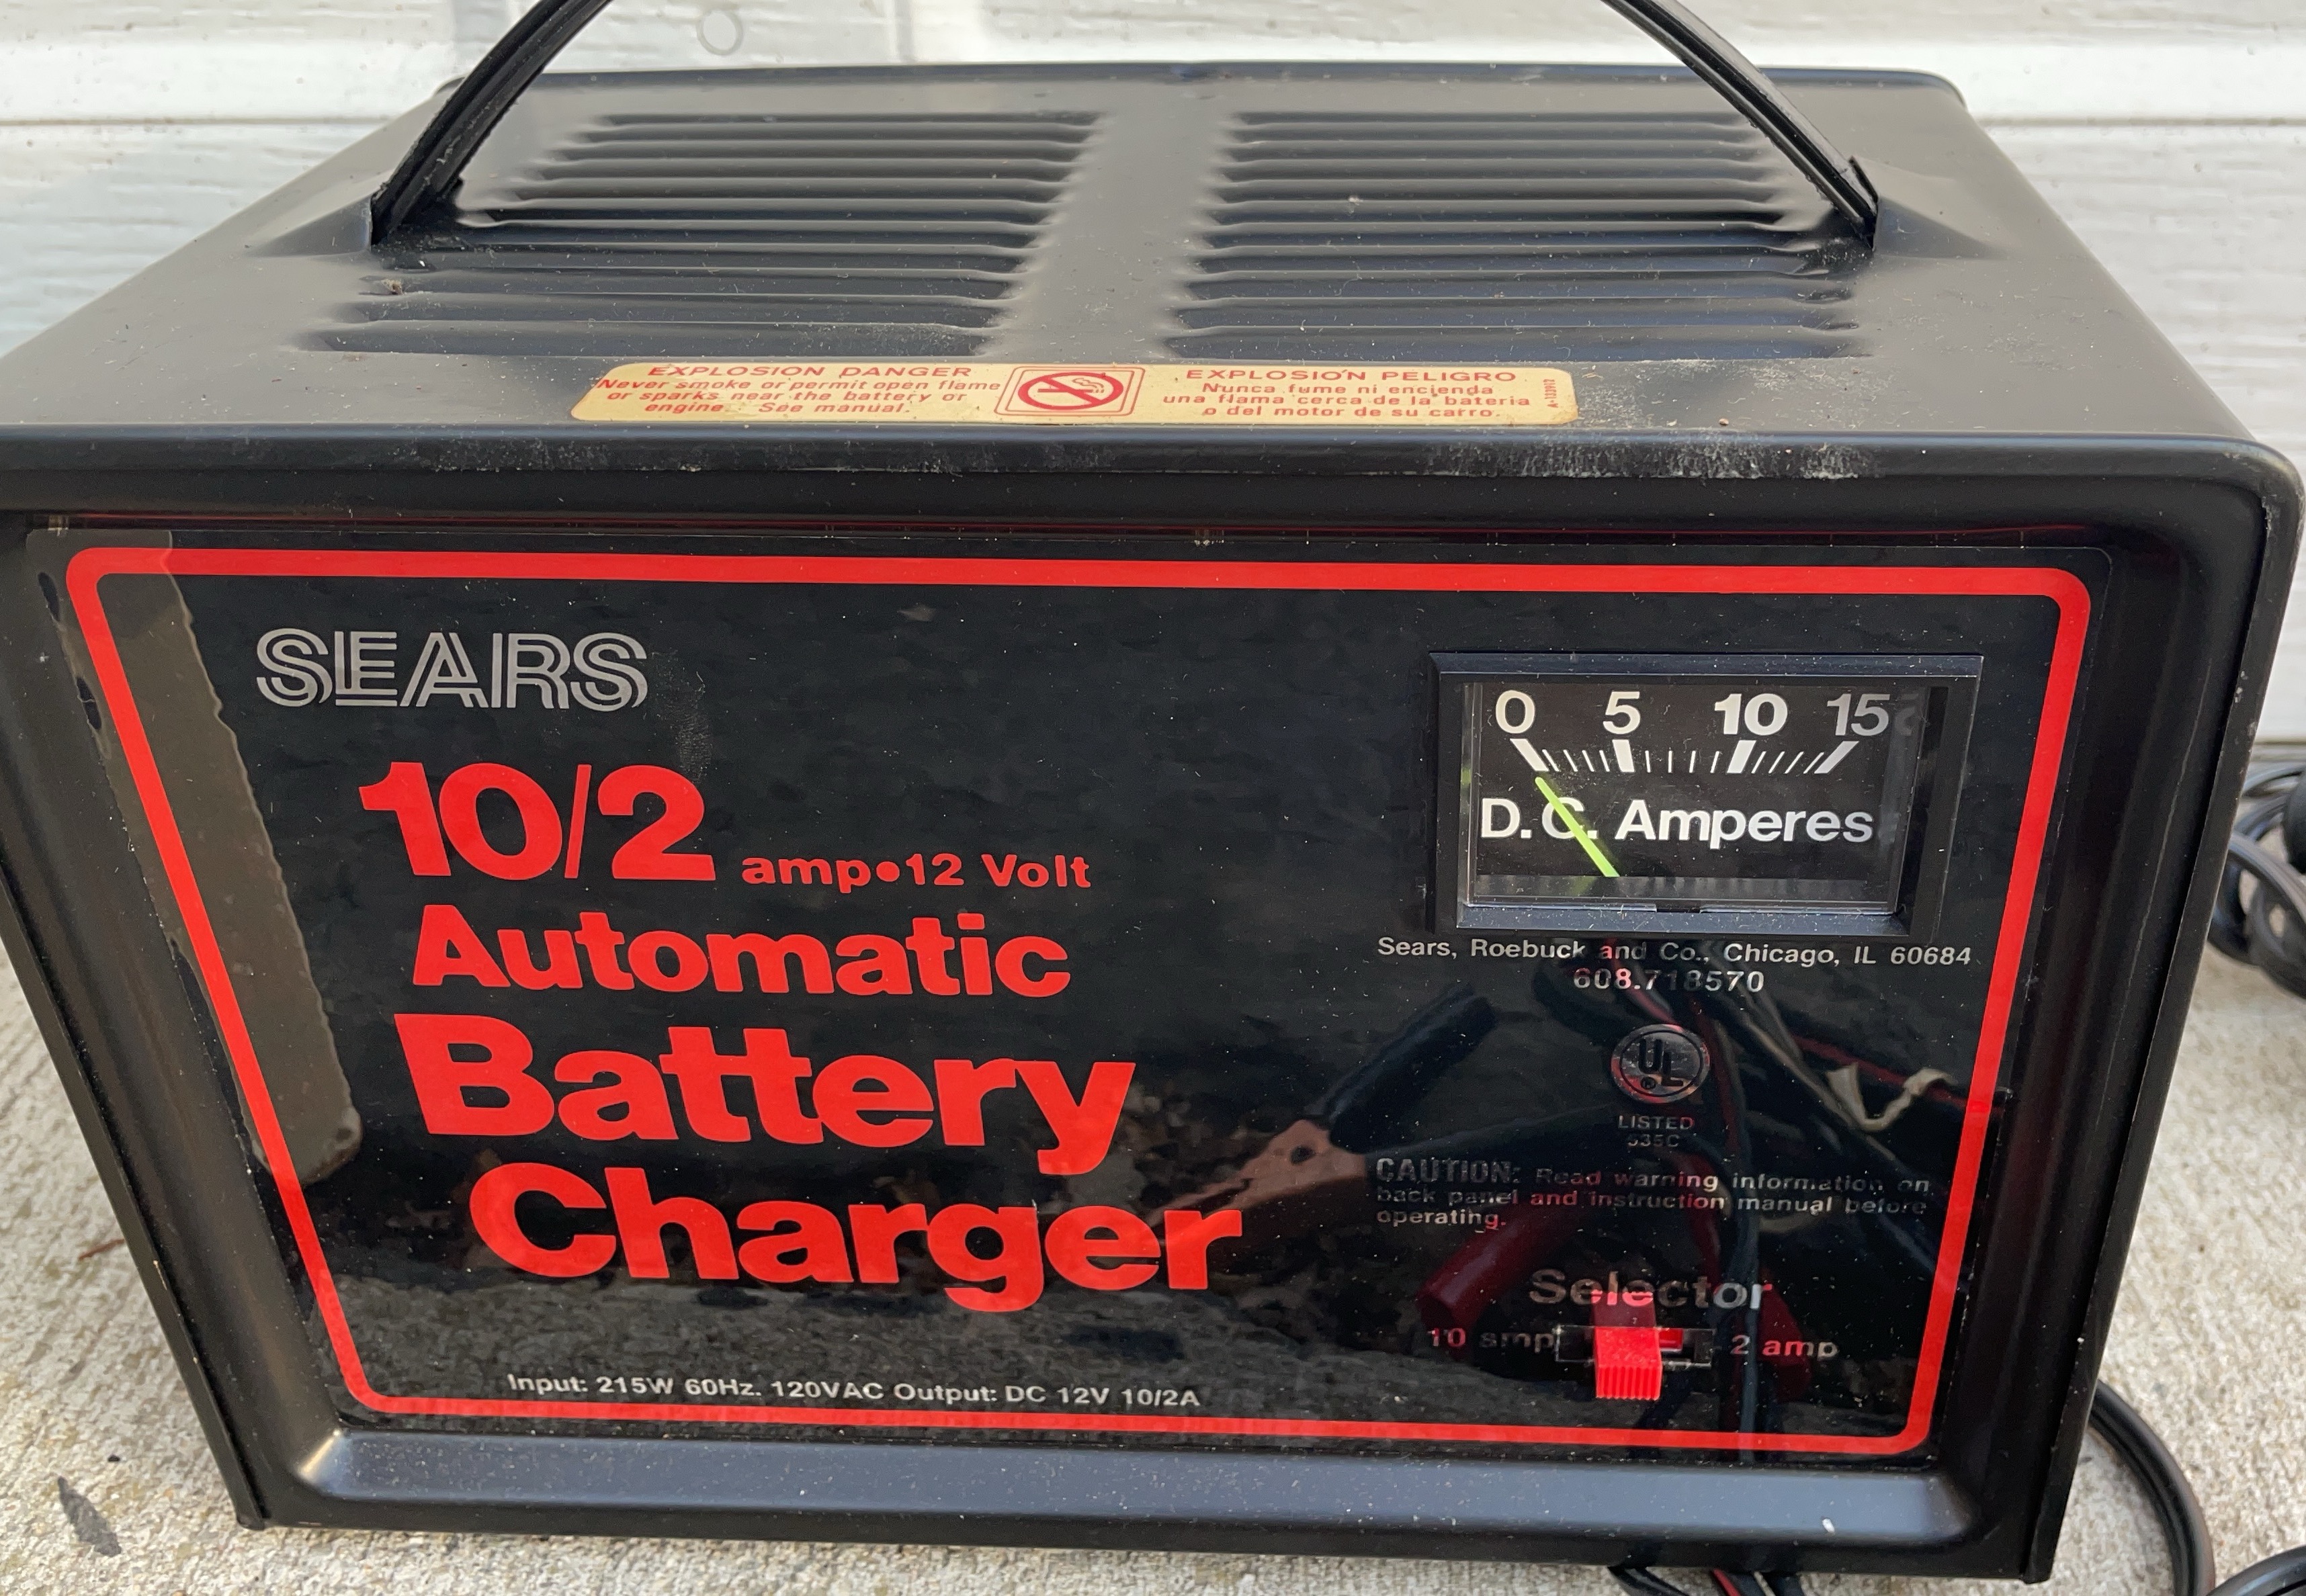 EXPLOSION DANGER
Never smoke or permit open flame
or sparks near the battery or
engine. See manual.
EXPLOSION PELIGRO
Nunca fume ni encienda
una flama cerca de la bateria
o del motor de su carro.
SEARS
10/2 amp•12 Volt
Automatic
Battery
Charger
Input: 215W 60Hz. 120VAC Output: DC 12V 10/2A
0 5 10 15
D.C. Amperes
Sears, Roebuck and Co., Chicago, IL 60684
608.718570
UL
®
LISTED
535C
CAUTION: Read warning information on
back panel and instruction manual before
operating.
Selector
10 amp 2 amp